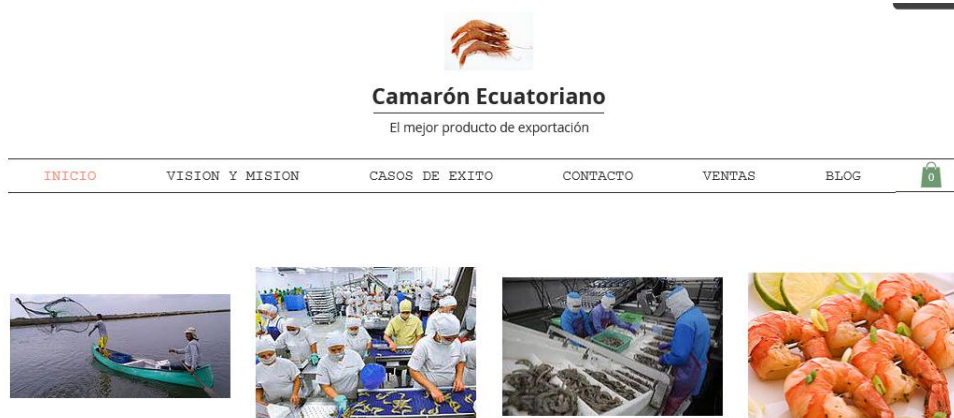 Camarón Ecuatoriano
El mejor producto de exportación
INICIO VISION Y MISION CASOS DE EXITO CONTACTO VENTAS BLOG 0